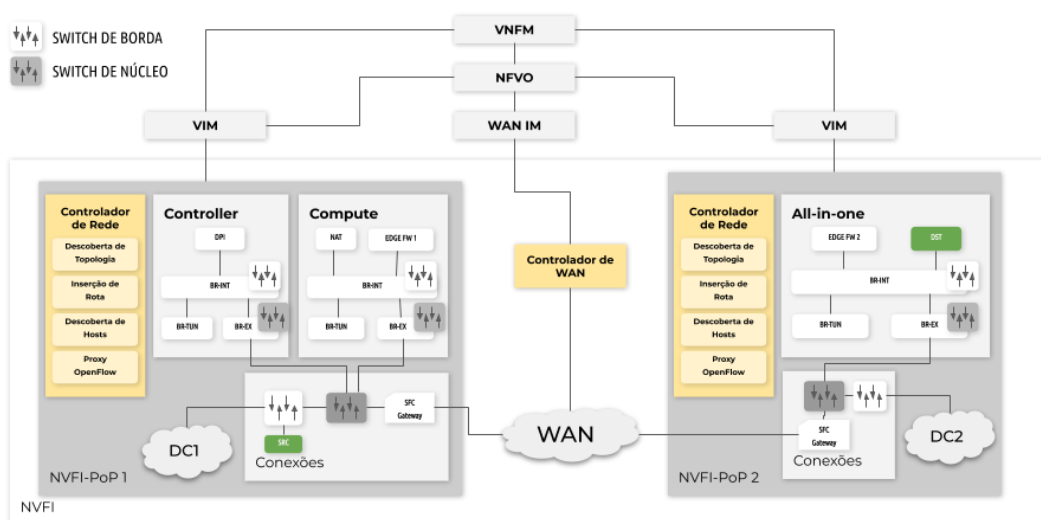 SWITCH DE BORDA
SWITCH DE NÚCLEO
VNFM
NFVO
VIM
WAN IM
VIM
Controlador
de Rede
Descoberta de
Topologia
Inserção de
Rota
Descoberta de
Hosts
Proxy
OpenFlow
Controller
DPI
BR-INT
BR-TUN
BR-EX
Compute
NAT
EDGE FW 1
BR-INT
BR-TUN
BR-EX
SFC
Gateway
SRC
DC1
Conexões
NVFI-PoP 1
Controlador de
WAN
WAN
Controlador
de Rede
Descoberta de
Topologia
Inserção de
Rota
Descoberta de
Hosts
Proxy
OpenFlow
All-in-one
EDGE FW 2
DST
BR-INT
BR-TUN
BR-EX
SFC
Gateway
DC2
Conexões
NVFI-PoP 2
NVFI